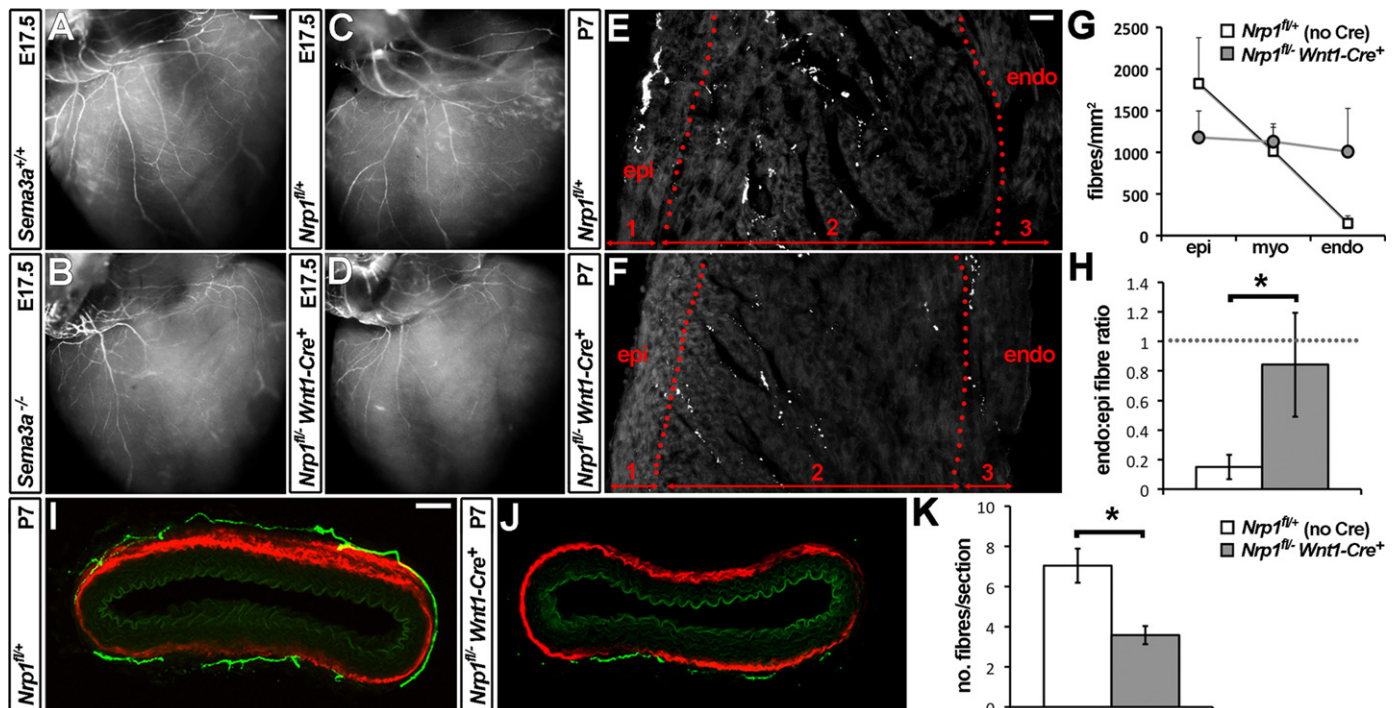 A
E17.5
Sema3a+/+
B
E17.5
Sema3a-/-
C
E17.5
Nrp1fl/+
D
E17.5
Nrp1fl/- Wnt1-Cre+
E
P7
Nrp1fl/+
epi
endo
1
2
3
F
P7
Nrp1fl/- Wnt1-Cre+
epi
endo
1
2
3
G
Nrp1fl/+ (no Cre)
Nrp1fl/- Wnt1-Cre+
fibres/mm2
2500
2000
1500
1000
500
0
epi myo endo
H
*
endo:epi fibre ratio
1.4
1.2
1
0.8
0.6
0.4
0.2
0
I
P7
Nrp1fl/+
J
P7
Nrp1fl/- Wnt1-Cre+
K
*
no. fibres/section
10
8
6
4
2
0
Nrp1fl/+ (no Cre)
Nrp1fl/- Wnt1-Cre+